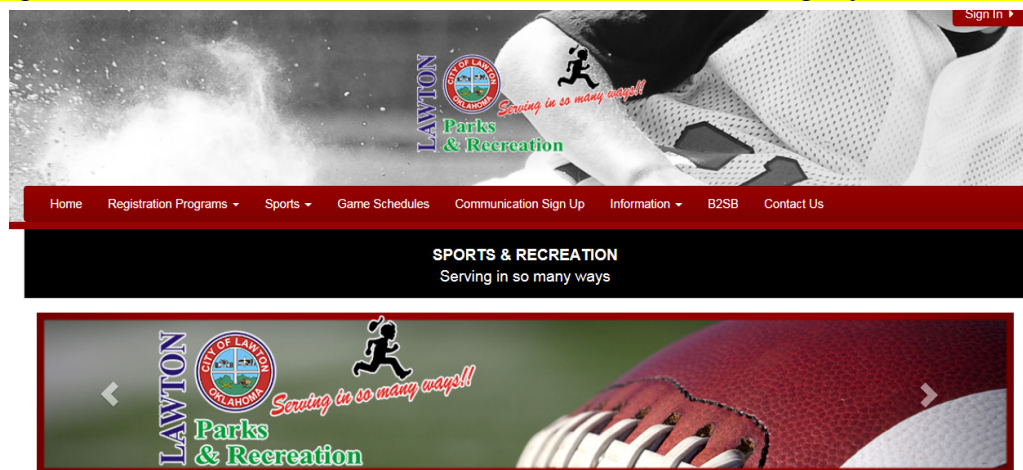 Sign In
LAWTON
CITY OF LAWTON
OKLAHOMA
Serving in so many ways!!
Parks
& Recreation
Home Registration Programs Sports Game Schedules Communication Sign Up Information B2SB Contact Us
SPORTS & RECREATION
Serving in so many ways
LAWTON
CITY OF LAWTON
OKLAHOMA
Serving in so many ways!!
Parks
& Recreation